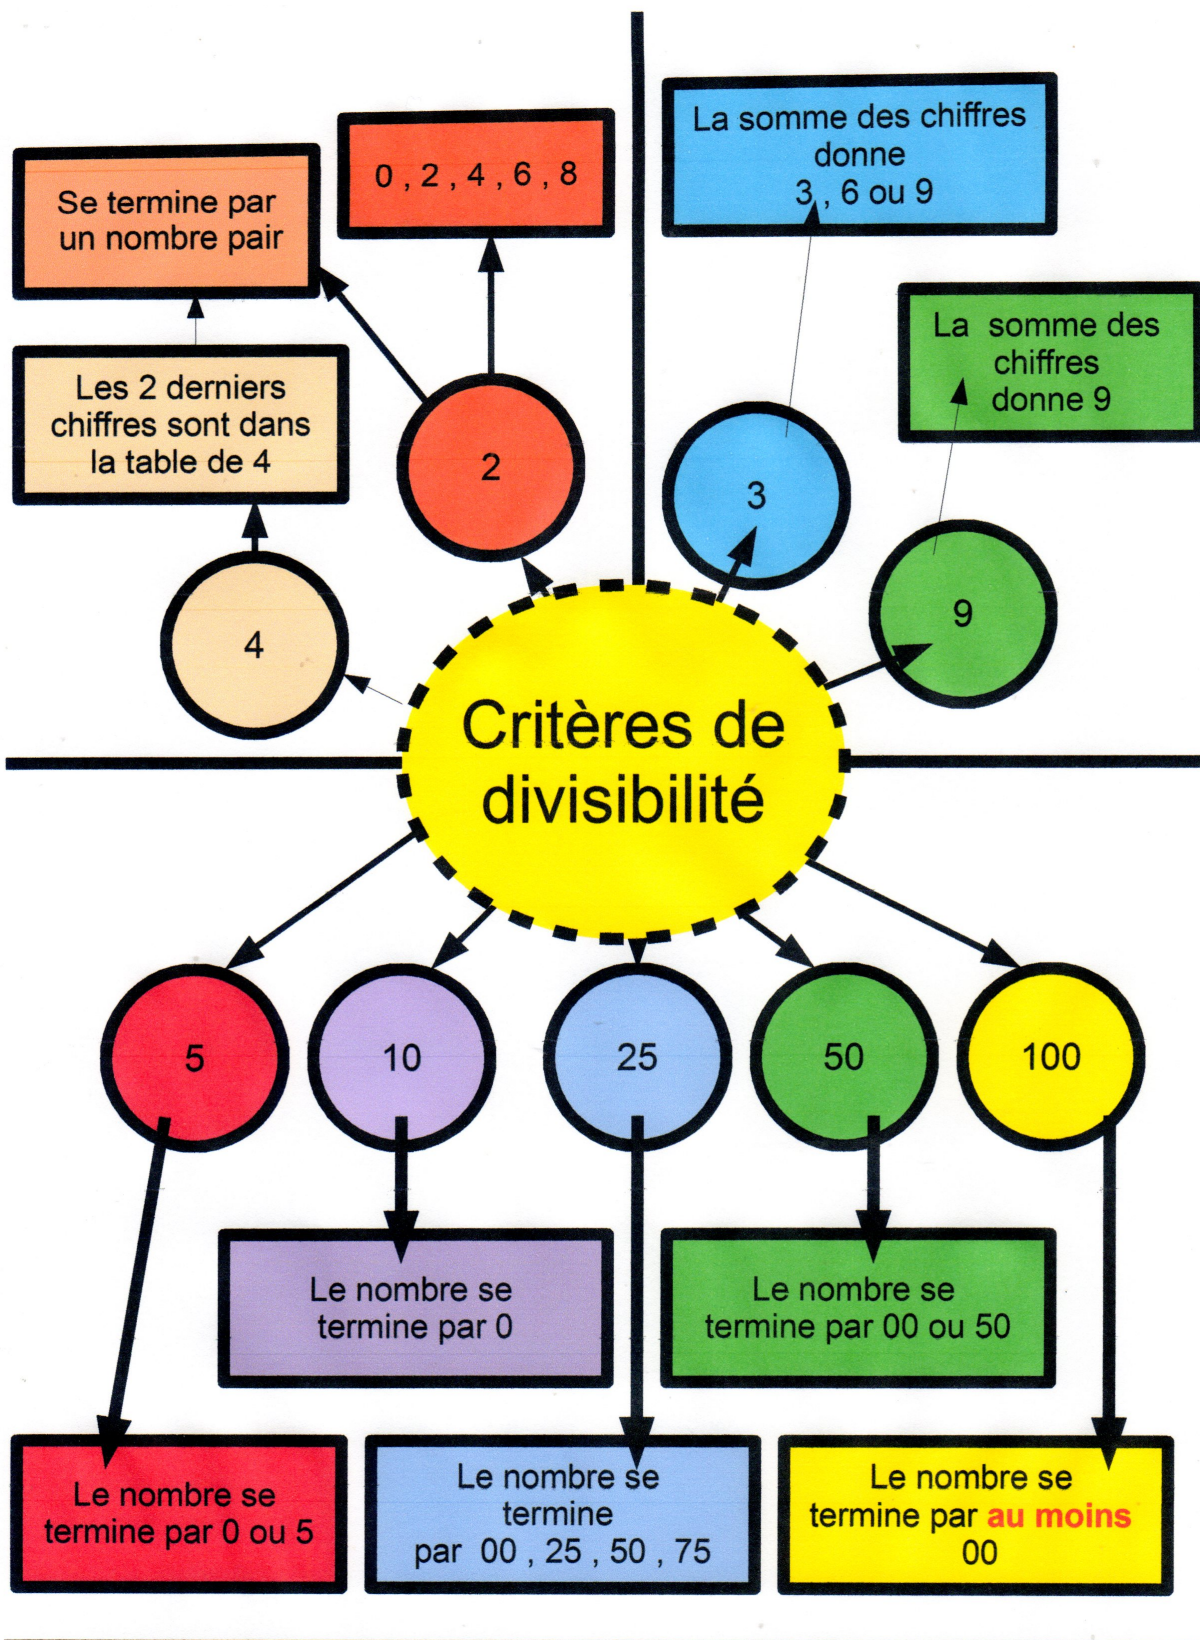 La somme des chiffres
donne
3 , 6 ou 9
0 , 2 , 4 , 6 , 8
Se termine par
un nombre pair
La somme des
chiffres
donne 9
Les 2 derniers
chiffres sont dans
la table de 4
2
3
9
4
Critères de
divisibilité
5
10
25
50
100
Le nombre se
termine par 0
Le nombre se
termine par 00 ou 50
Le nombre se
termine par 0 ou 5
Le nombre se
termine
par 00 , 25 , 50 , 75
Le nombre se
termine par au moins
00